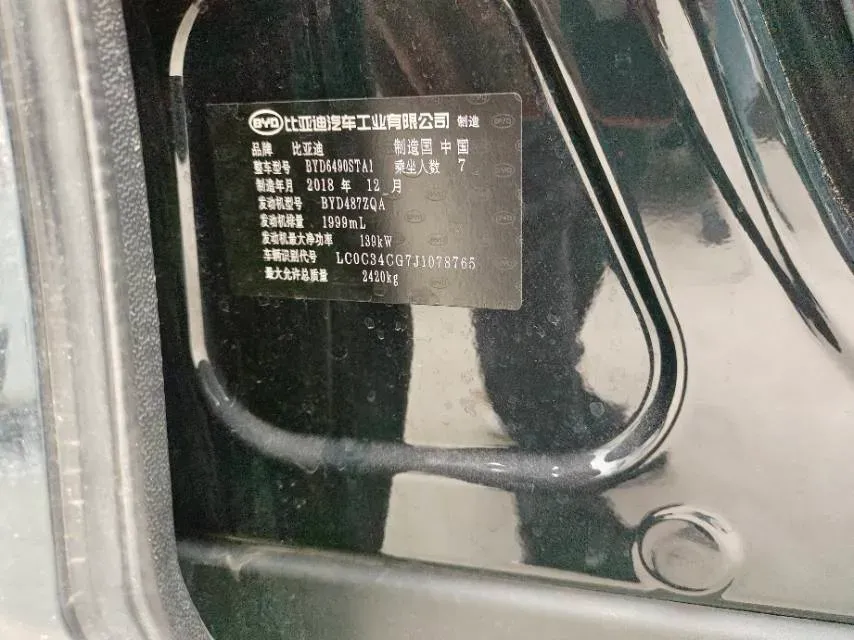 BYD 比亚迪汽车工业有限公司 制造
品牌 比亚迪 制造国 中国
整车型号 BYD6490STA1 乘坐人数 7
制造年月 2018 年 12 月
发动机型号 BYD487ZQA
发动机排量 1999mL
发动机最大净功率 139kW
车辆识别代号 LC0C34CG7J1078765
最大允许总质量 2420kg